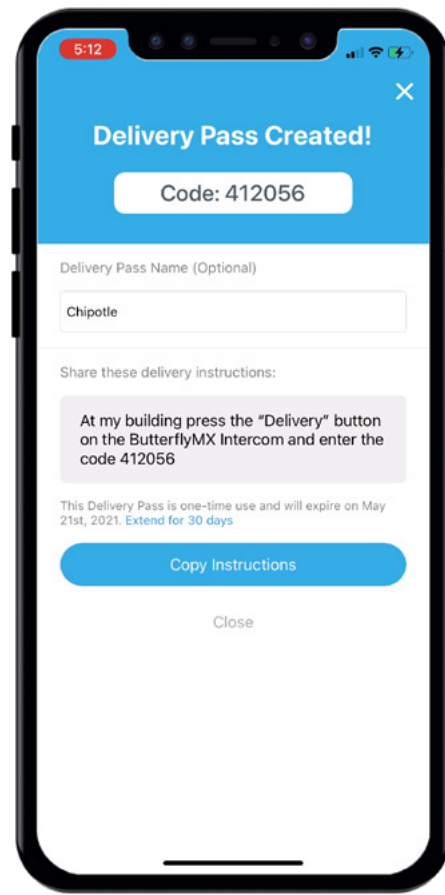 5:12
Delivery Pass Created!
Code: 412056
Delivery Pass Name (Optional)
Chipotle
Share these delivery instructions:
At my building press the “Delivery” button
on the ButterflyMX Intercom and enter the
code 412056
This Delivery Pass is one-time use and will expire on May
21st, 2021. Extend for 30 days
Copy Instructions
Close